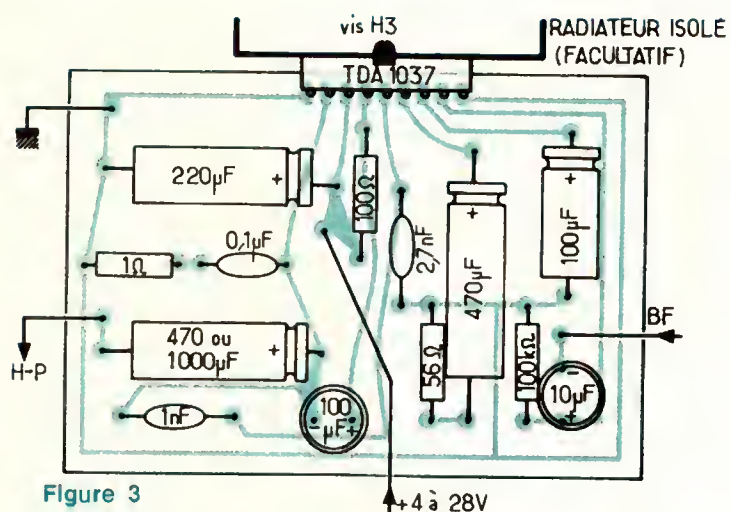 vis H3
RADIATEUR ISOLÉ
(FACULTATIF)
TDA 1037
220µF +
100Ω
2,7nF
+
470µF
+
100µF
0,1µF
1Ω
470 ou
1000µF
+
H-P
1nF
100
- µF +
56Ω
100kΩ
BF
-
10µF
+
Figure 3
+4 à 28V